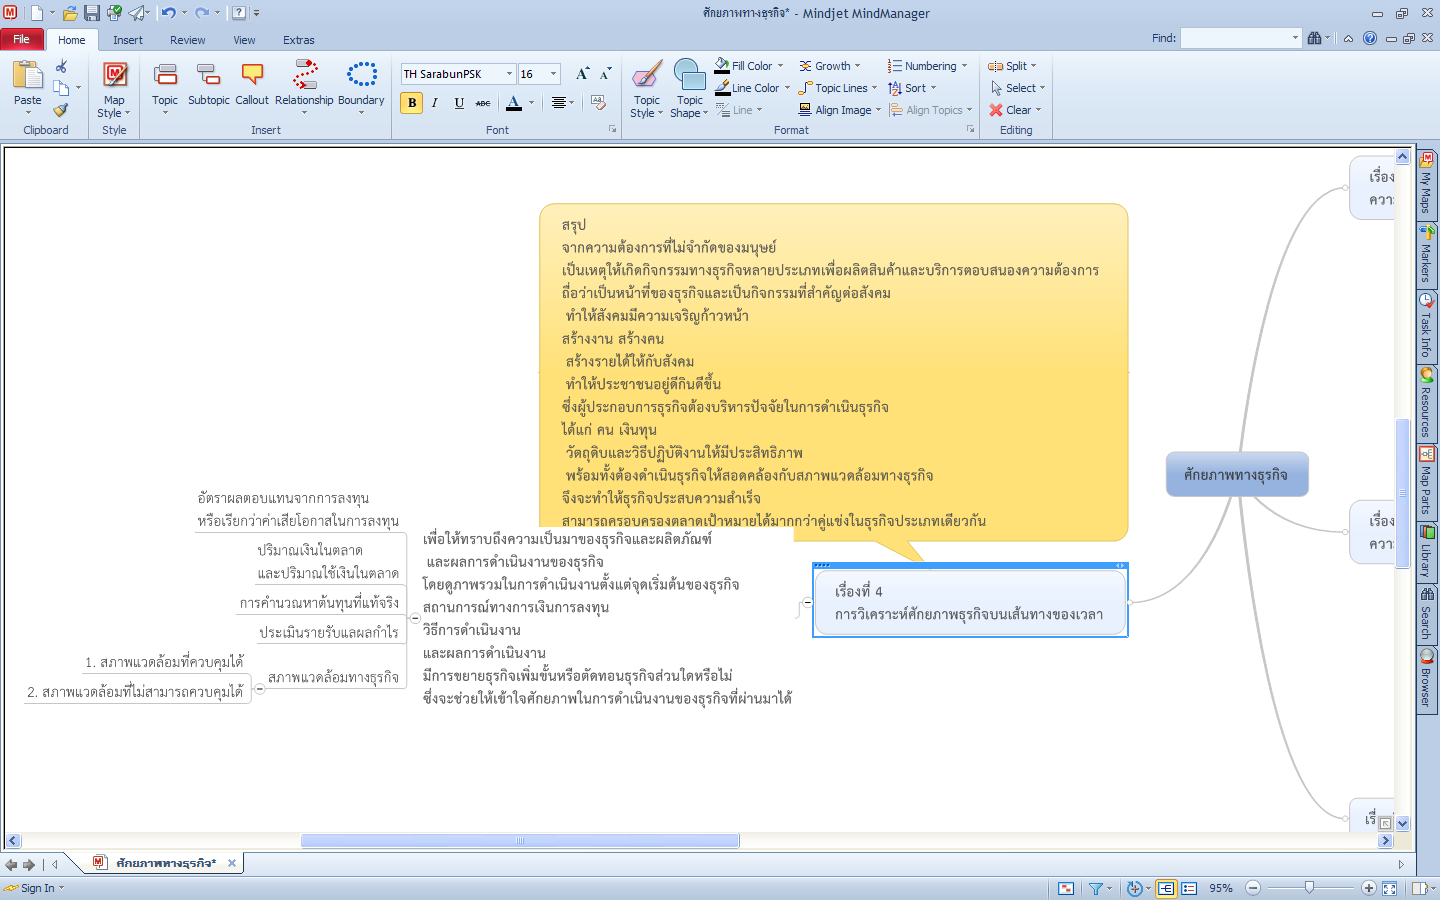 ศักยภาพทางธุรกิจ* - Mindjet MindManager
File
Home
Insert
Review
View
Extras
Find:
Paste
Clipboard
Map
Style
Style
Topic
Subtopic
Callout
Relationship
Boundary
Insert
TH SarabunPSK
16
B I U ABC A
Font
Topic
Style
Topic
Shape
Fill Color
Line Color
Line
Growth
Topic Lines
Align Image
Numbering
Sort
Align Topics
Format
Split
Select
Clear
Editing
สรุป
จากความต้องการที่ไม่จำกัดของมนุษย์
เป็นเหตุให้เกิดกิจกรรมทางธุรกิจหลายประเภทเพื่อผลิตสินค้าและบริการตอบสนองความต้องการ
ถือว่าเป็นหน้าที่ของธุรกิจและเป็นกิจกรรมที่สำคัญต่อสังคม
ทำให้สังคมมีความเจริญก้าวหน้า
สร้างงาน สร้างคน
สร้างรายได้ให้กับสังคม
ทำให้ประชาชนอยู่ดีกินดีขึ้น
ซึ่งผู้ประกอบการธุรกิจต้องบริหารปัจจัยในการดำเนินธุรกิจ
ได้แก่ คน เงินทุน
วัตถุดิบและวิธีปฏิบัติงานให้มีประสิทธิภาพ
พร้อมทั้งต้องดำเนินธุรกิจให้สอดคล้องกับสภาพแวดล้อมทางธุรกิจ
จึงจะทำให้ธุรกิจประสบความสำเร็จ
สามารถครอบครองตลาดเป้าหมายได้มากกว่าคู่แข่งในธุรกิจประเภทเดียวกัน
อัตราผลตอบแทนจากการลงทุน
หรือเรียกว่าค่าเสียโอกาสในการลงทุน
ปริมาณเงินในตลาด
และปริมาณใช้เงินในตลาด
การคำนวณหาต้นทุนที่แท้จริง
ประเมินรายรับแลผลกำไร
1. สภาพแวดล้อมที่ควบคุมได้
2. สภาพแวดล้อมที่ไม่สามารถควบคุมได้
สภาพแวดล้อมทางธุรกิจ
เพื่อให้ทราบถึงความเป็นมาของธุรกิจและผลิตภัณฑ์
และผลการดำเนินงานของธุรกิจ
โดยดูภาพรวมในการดำเนินงานตั้งแต่จุดเริ่มต้นของธุรกิจ
สถานการณ์ทางการเงินการลงทุน
วิธีการดำเนินงาน
และผลการดำเนินงาน
มีการขยายธุรกิจเพิ่มขั้นหรือตัดทอนธุรกิจส่วนใดหรือไม่
ซึ่งจะช่วยให้เข้าใจศักยภาพในการดำเนินงานของธุรกิจที่ผ่านมาได้
เรื่องที่ 4
การวิเคราะห์ศักยภาพธุรกิจบนเส้นทางของเวลา
ศักยภาพทางธุรกิจ
เรื่อง
ความ
เรื่อง
ความ
My Maps
Markers
Task Info
Resources
Map Parts
Library
Search
Browser
ศักยภาพทางธุรกิจ*
Sign In
95%